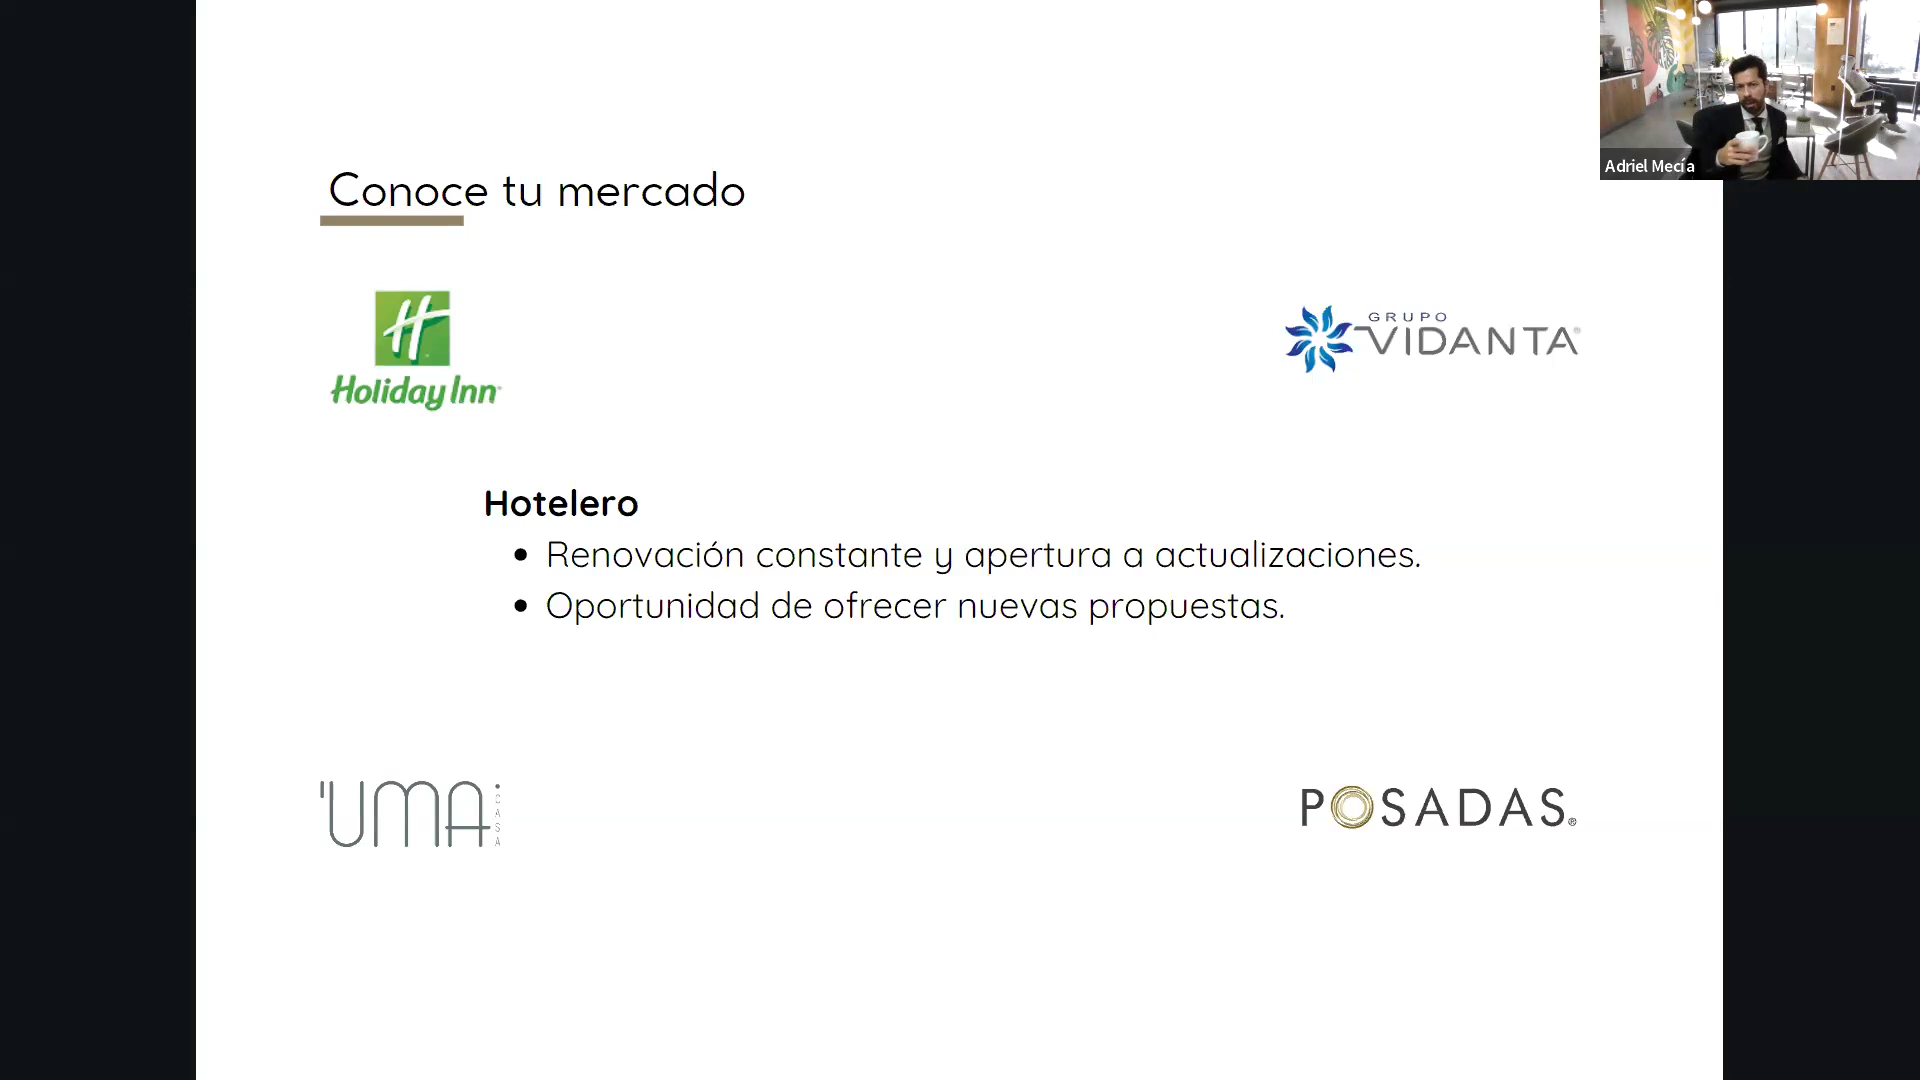 Adriel Mecía
Conoce tu mercado
H
Holiday Inn
GRUPO
VIDANTA®
Hotelero
• Renovación constante y apertura a actualizaciones.
• Oportunidad de ofrecer nuevas propuestas.
'UMA
CASA
POSADAS®